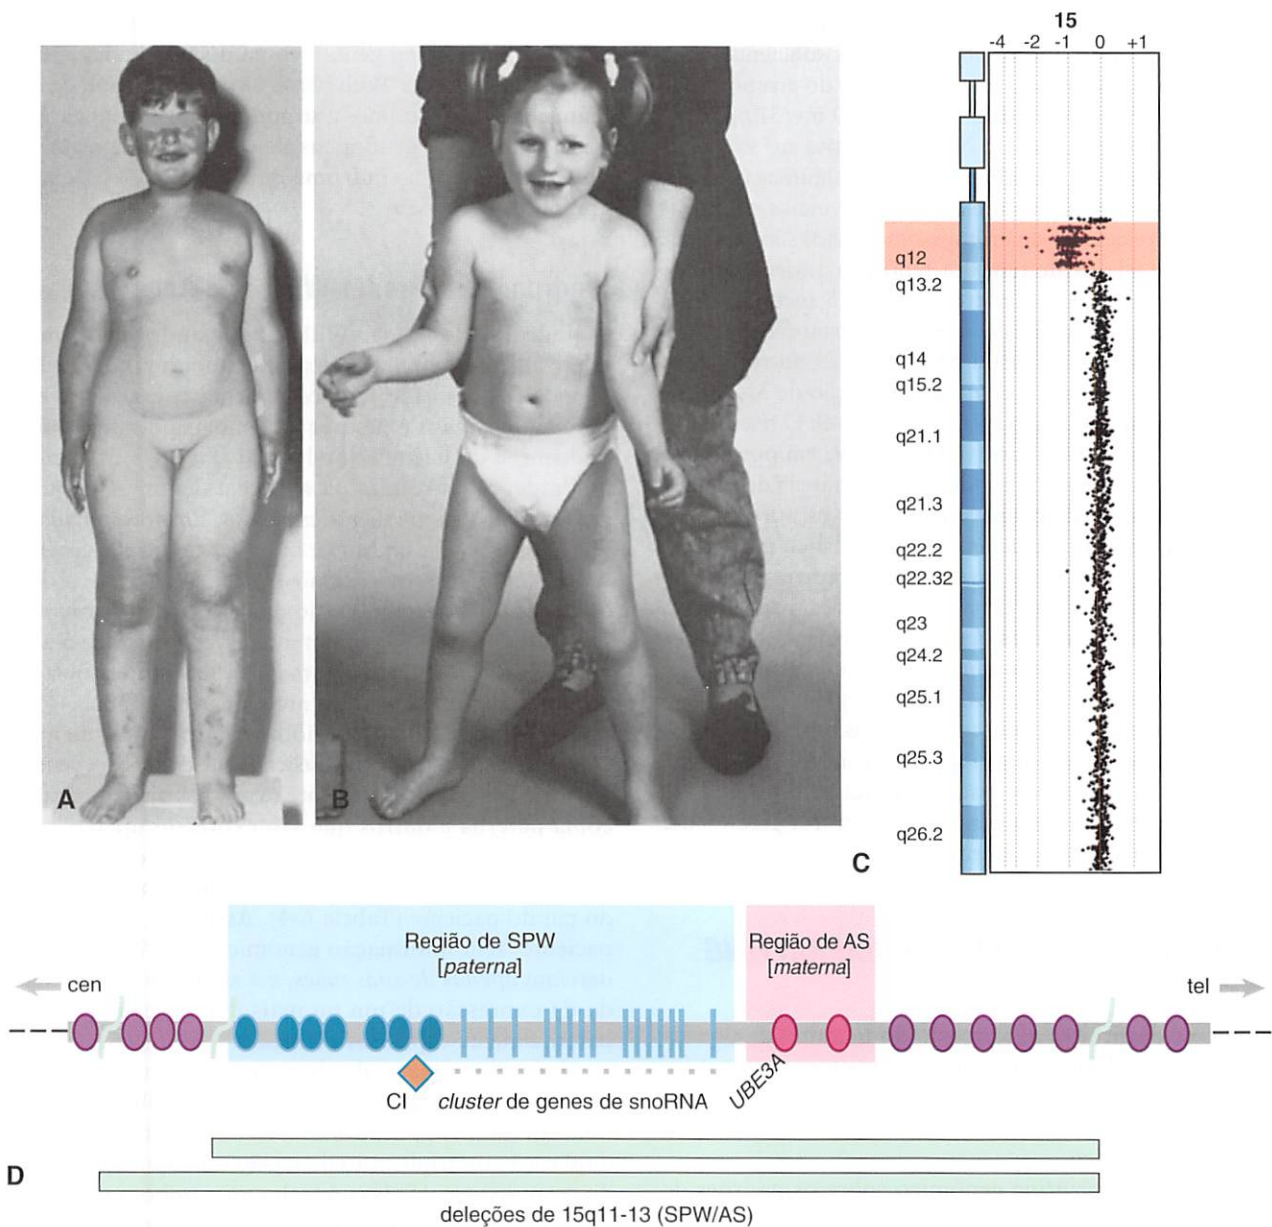 15
-4 -2 -1 0 +1
q12
q13.2
q14
q15.2
q21.1
q21.3
q22.2
q22.32
q23
q24.2
q25.1
q25.3
q26.2
A
B
C
Região de SPW
[paterna]
Região de AS
[materna]
cen
tel
CI
cluster de genes de snoRNA
UBE3A
D
deleções de 15q11-13 (SPW/AS)